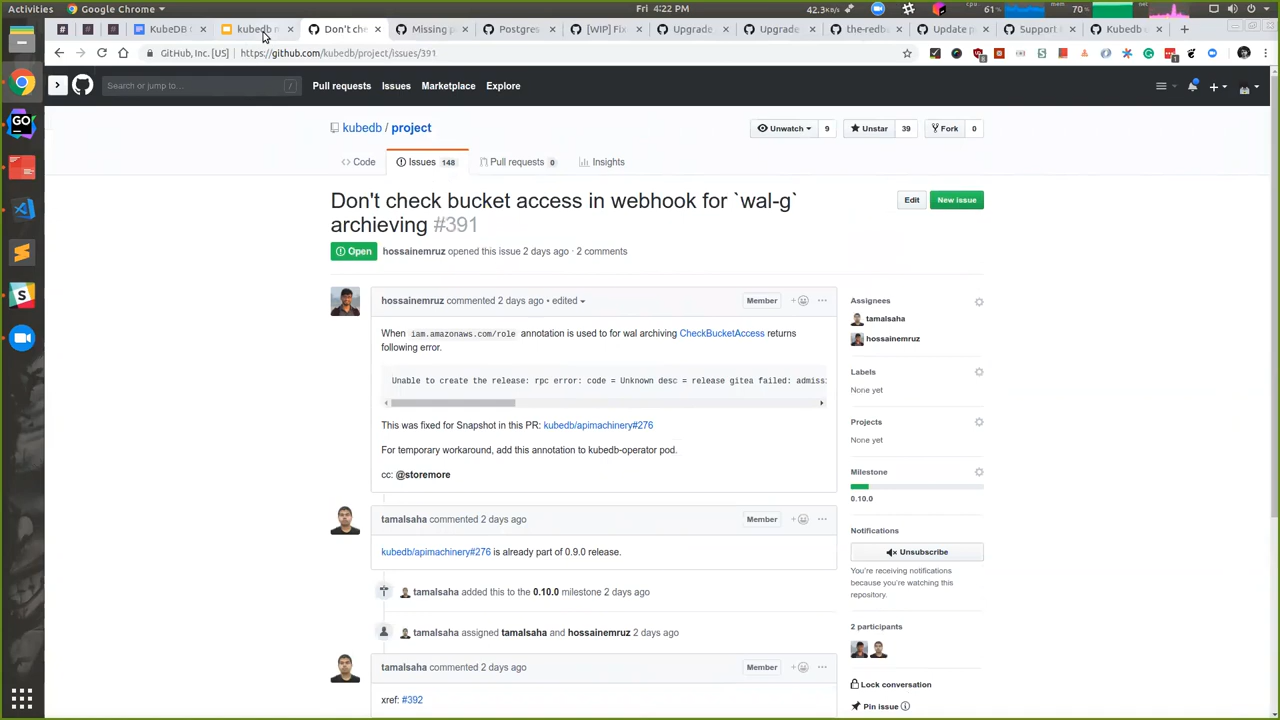 Activities
Google Chrome
Fri 4:22 PM
42.3%
61%
70%
KubeDB
kubedb
Don't che
Missing
Postgre
[WIP] Fix
Upgrade
Upgrade
the-redb
Update p
Support
Kubedb
GitHub, Inc. [US]
https://github.com/kubedb/project/issues/391
Search or jump to...
/
Pull requests
Issues
Marketplace
Explore
kubedb / project
Unwatch
9
Unstar
39
Fork
0
Code
Issues 148
Pull requests 0
Insights
Don't check bucket access in webhook for `wal-g`
archieving #391
Edit
New issue
Open
hossainemruz opened this issue 2 days ago · 2 comments
hossainemruz commented 2 days ago • edited
Member
When iam.amazonaws.com/role annotation is used to for wal archiving CheckBucketAccess returns
following error.
Unable to create the release: rpc error: code = Unknown desc = release gitea failed: admiss
This was fixed for Snapshot in this PR: kubedb/apimachinery#276
For temporary workaround, add this annotation to kubedb-operator pod.
cc: @storemore
tamalsaha commented 2 days ago
Member
kubedb/apimachinery#276 is already part of 0.9.0 release.
tamalsaha added this to the 0.10.0 milestone 2 days ago
tamalsaha assigned tamalsaha and hossainemruz 2 days ago
tamalsaha commented 2 days ago
Member
xref: #392
Assignees
tamalsaha
hossainemruz
Labels
None yet
Projects
None yet
Milestone
0.10.0
Notifications
Unsubscribe
You're receiving notifications
because you're watching this
repository.
2 participants
Lock conversation
Pin issue